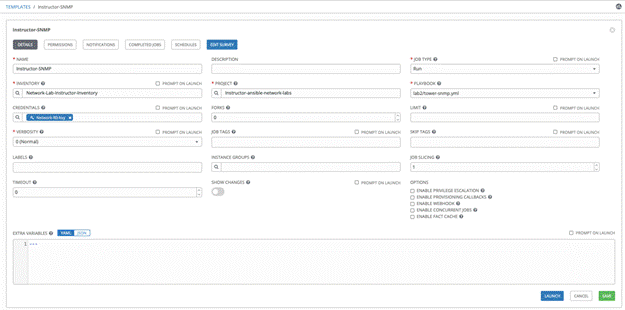 TEMPLATES / Instructor-SNMP
Instructor-SNMP
DETAILS PERMISSIONS NOTIFICATIONS COMPLETED JOBS SCHEDULES EDIT SURVEY
* NAME DESCRIPTION * JOB TYPE PROMPT ON LAUNCH
Instructor-SNMP Run
* INVENTORY PROMPT ON LAUNCH * PROJECT * PLAYBOOK
Network-Lab-Instructor-Inventory Instructor-ansible-network-labs lab2/tower-snmp.yml
CREDENTIALS PROMPT ON LAUNCH FORKS LIMIT PROMPT ON LAUNCH
0
* VERBOSITY PROMPT ON LAUNCH JOB TAGS PROMPT ON LAUNCH SKIP TAGS PROMPT ON LAUNCH
0 (Normal)
LABELS INSTANCE GROUPS JOB SLICING
1
TIMEOUT SHOW CHANGES PROMPT ON LAUNCH OPTIONS
0
ENABLE PRIVILEGE ESCALATION
ENABLE PROVISIONING CALLBACKS
ENABLE WEBHOOK
ENABLE CONCURRENT JOBS
ENABLE FACT CACHE
EXTRA VARIABLES YAML JSON PROMPT ON LAUNCH
1 ---
LAUNCH CANCEL SAVE